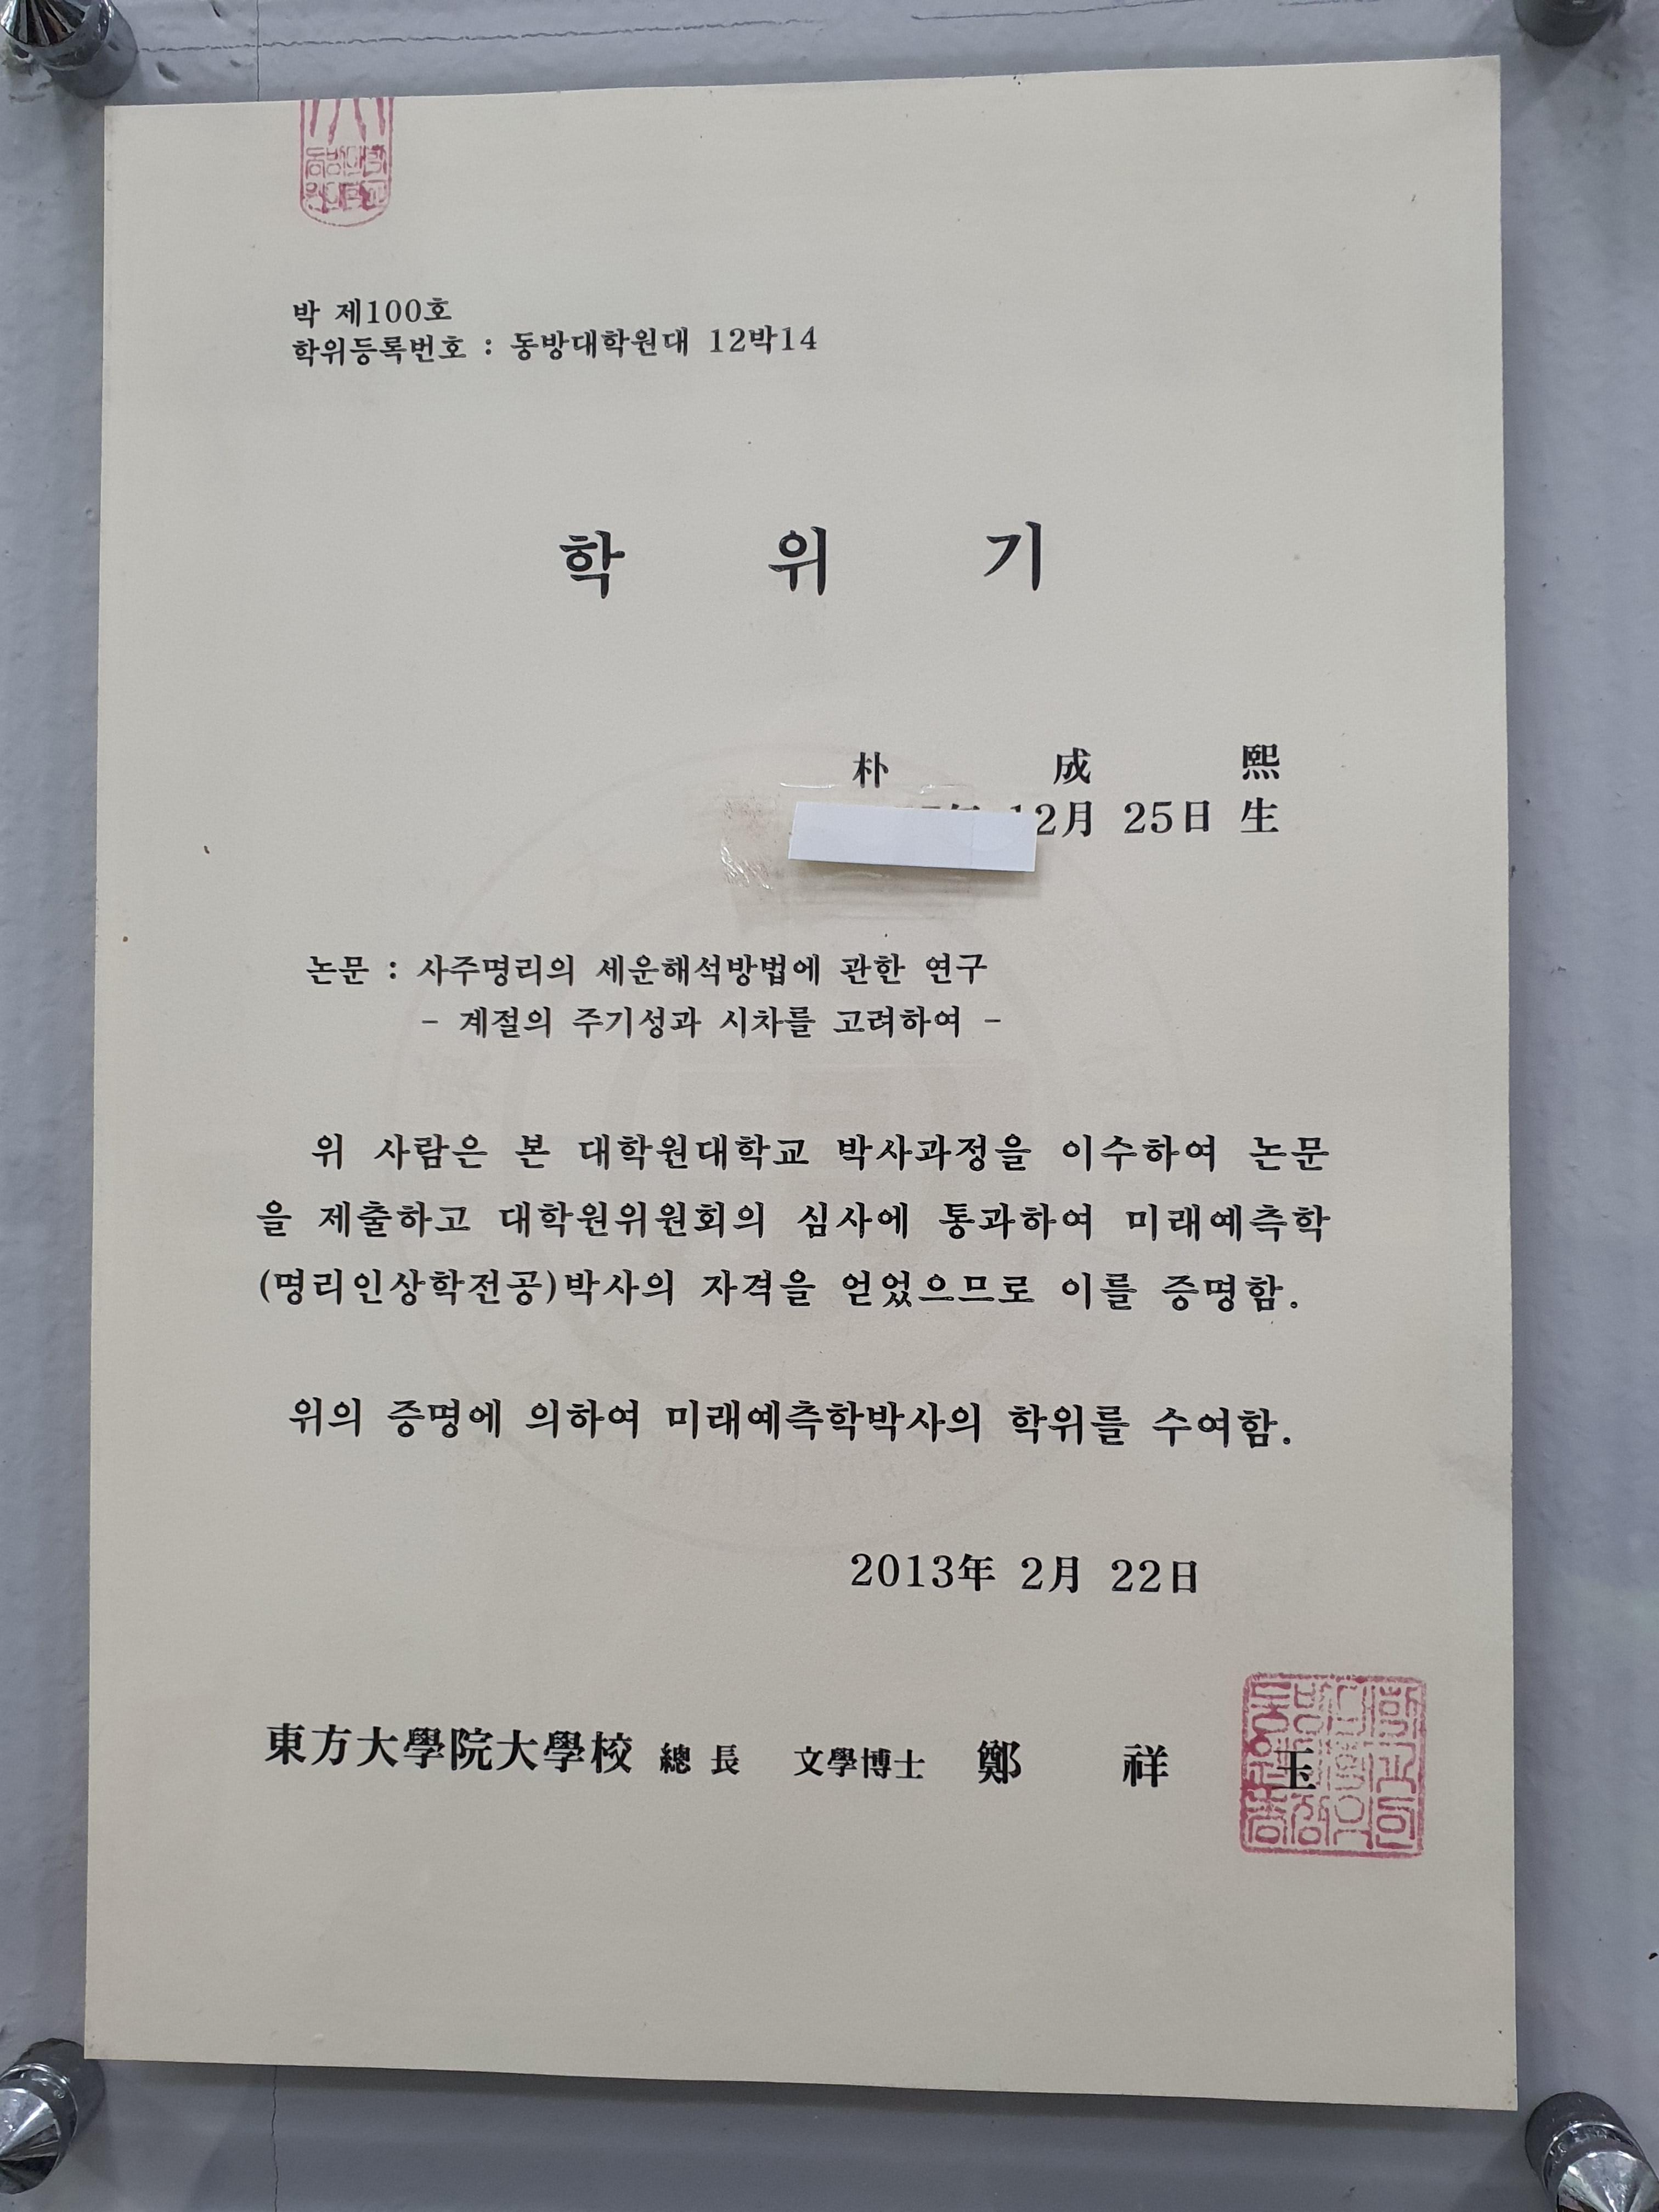 박 제100호
학위등록번호 : 동방대학원대 12박14
학 위 기
朴 成 熙
12月 25日 生
논문 : 사주명리의 세운해석방법에 관한 연구
- 계절의 주기성과 시차를 고려하여 -
위 사람은 본 대학원대학교 박사과정을 이수하여 논문
을 제출하고 대학원위원회의 심사에 통과하여 미래예측학
(명리인상학전공)박사의 자격을 얻었으므로 이를 증명함.
위의 증명에 의하여 미래예측학박사의 학위를 수여함.
2013年 2月 22日
東方大學院大學校 總 長 文學博士 鄭 祥 玉